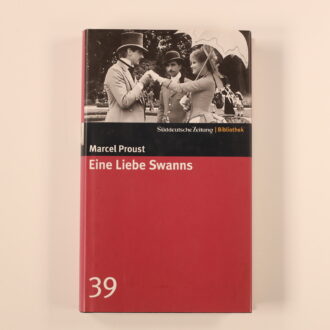 Süddeutsche Zeitung | Bibliothek
Marcel Proust
Eine Liebe Swanns
39